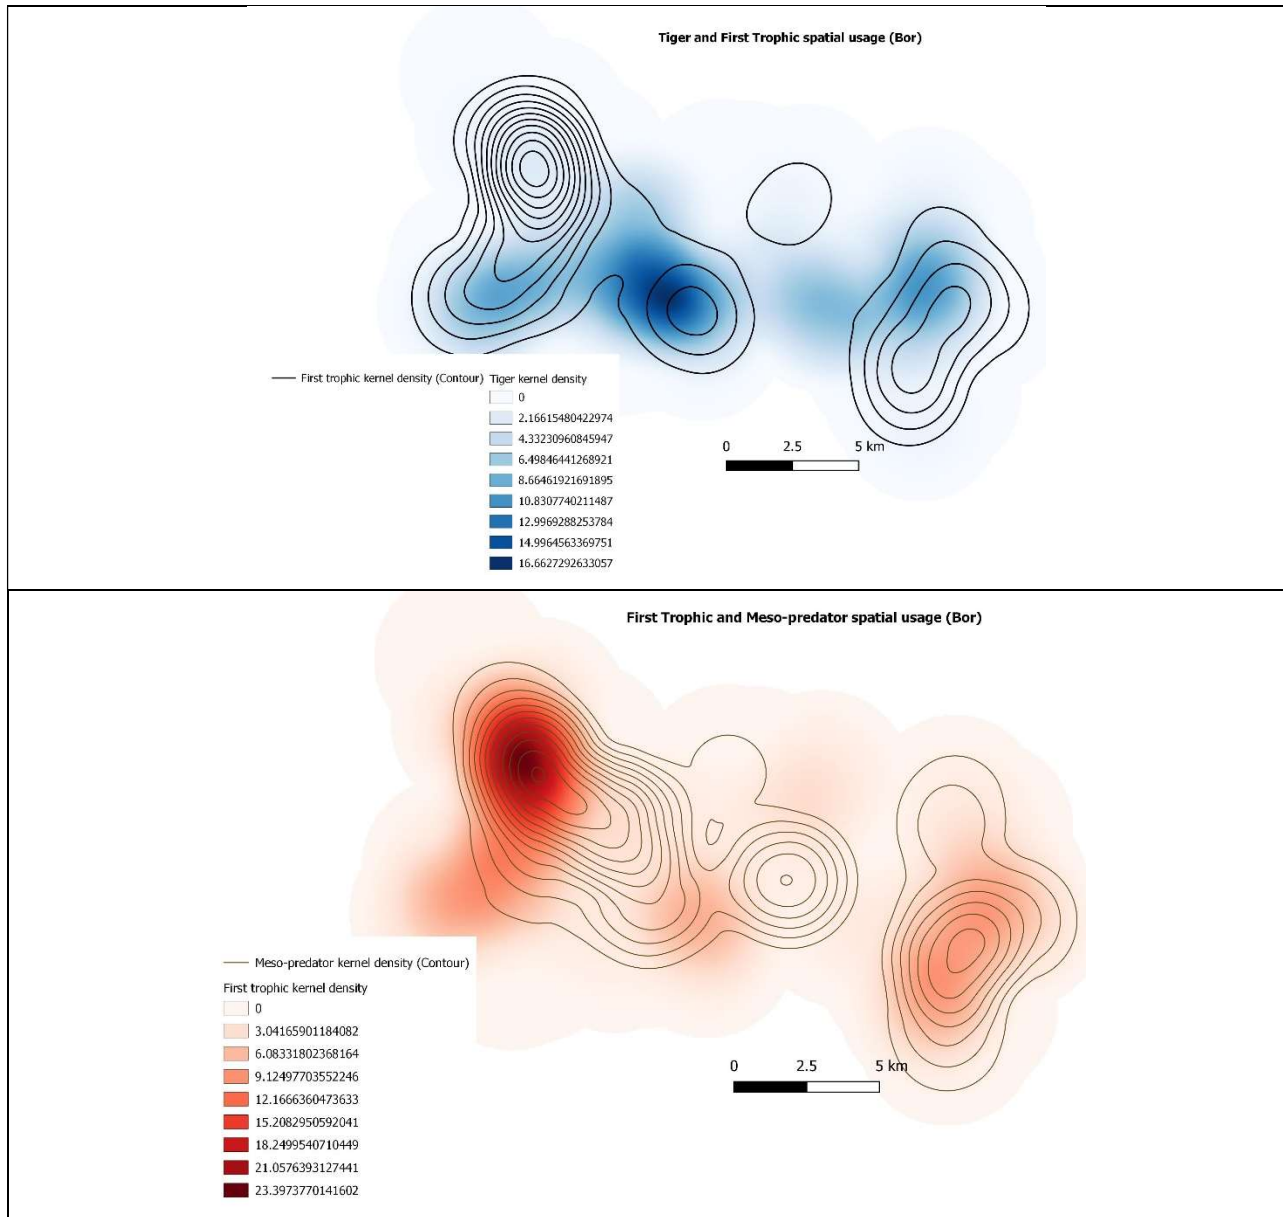 Tiger and First Trophic spatial usage (Bor)
First trophic kernel density (Contour)
Tiger kernel density
0
2.16615480422974
4.33230960845947
6.49846441268921
8.66461921691895
10.8307740211487
12.9969288253784
14.9964563369751
16.6627292633057
0 2.5 5 km
First Trophic and Meso-predator spatial usage (Bor)
Meso-predator kernel density (Contour)
First trophic kernel density
0
3.04165901184082
6.08331802368164
9.12497703552246
12.1666360473633
15.2082950592041
18.2499540710449
21.0576393127441
23.3973770141602
0 2.5 5 km